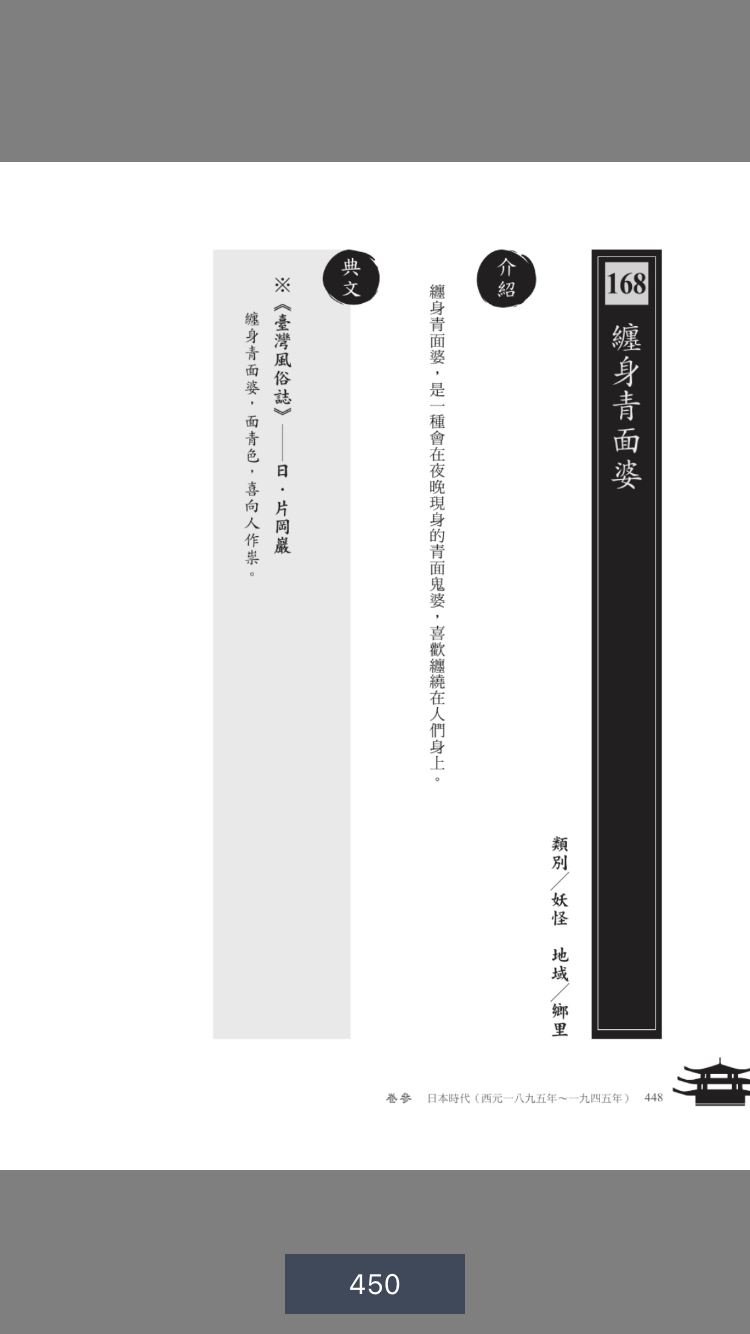 168
纏身青面婆
類別／妖怪　地域／鄉里
介紹
纏身青面婆，是一種會在夜晚現身的青面鬼婆，喜歡纏繞在人們身上。
典文
※《臺灣風俗誌》——日．片岡巖
纏身青面婆，面青色，喜向人作祟。
卷參　日本時代（西元一八九五年～一九四五年）　448
450